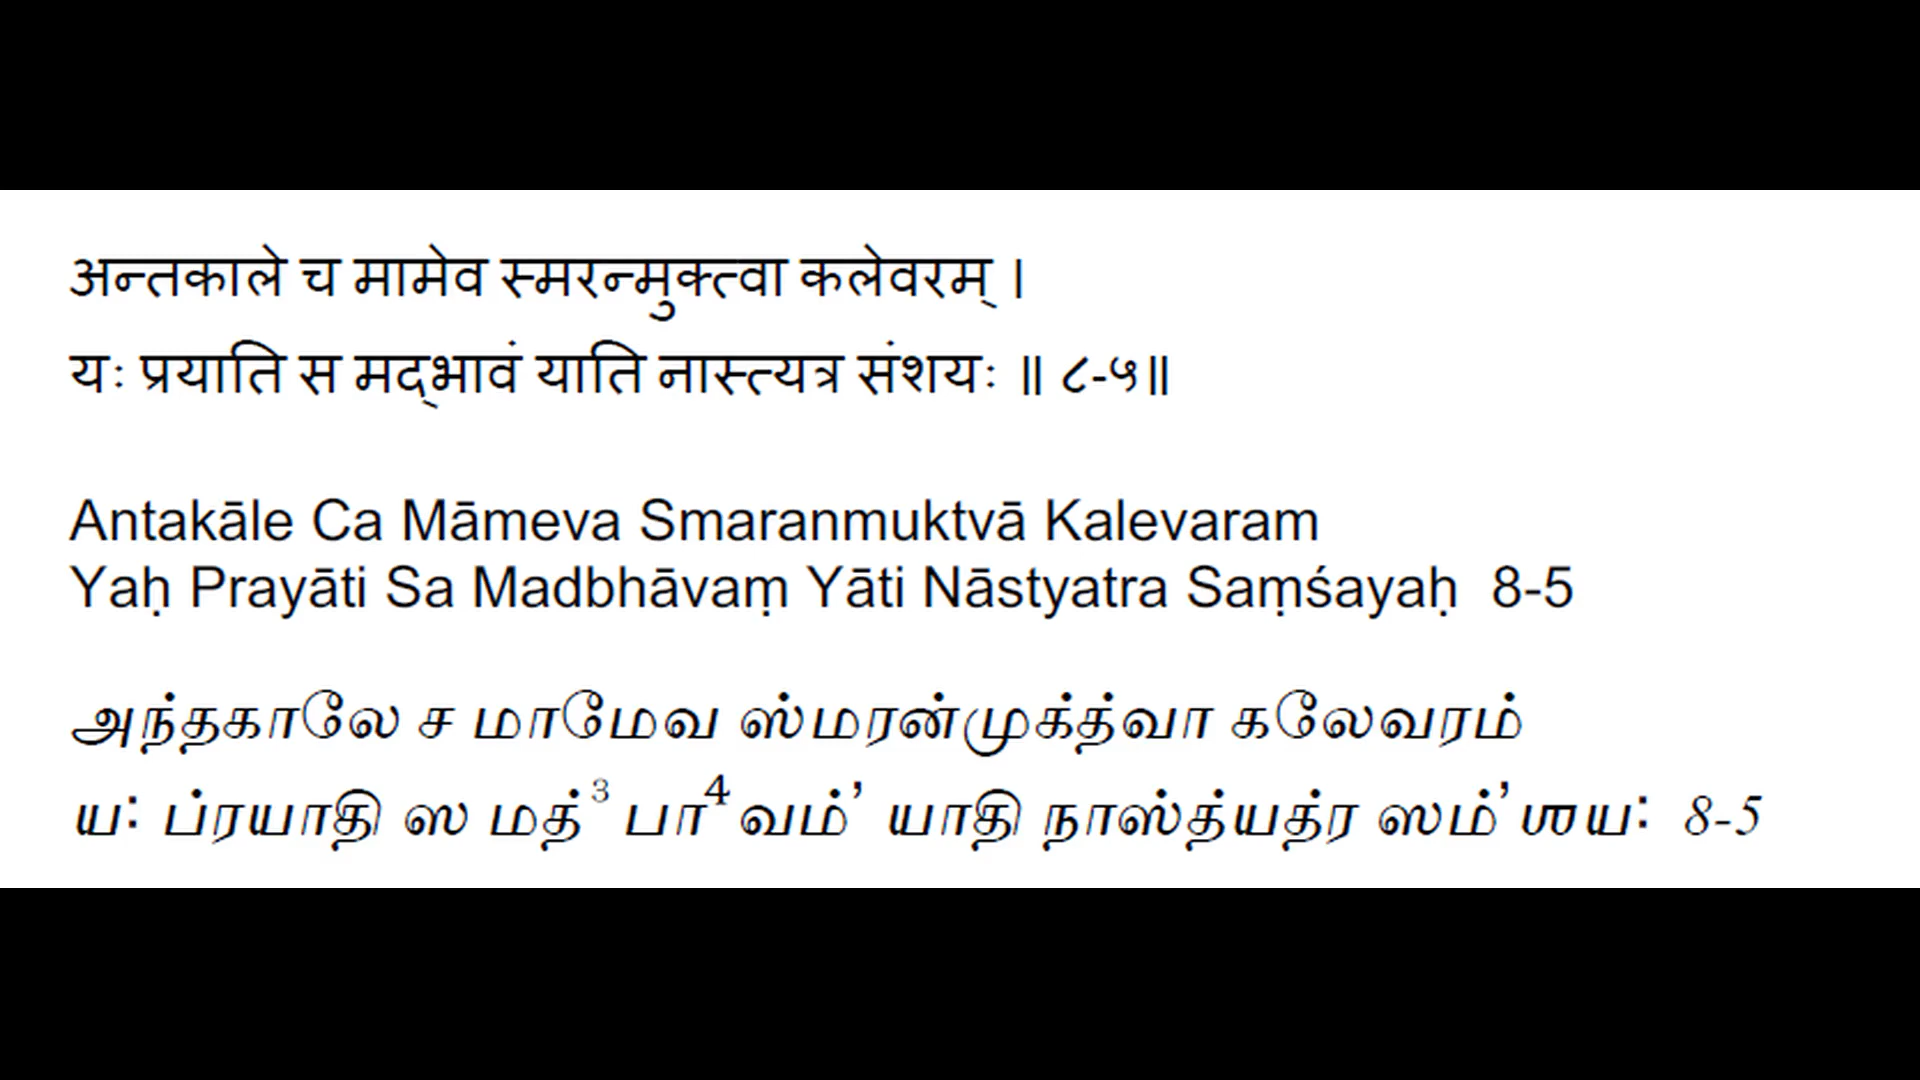 अन्तकाले च मामेव स्मरन्मुक्त्वा कलेवरम् ।
यः प्रयाति स मद्भावं याति नास्त्यत्र संशयः ॥ ८-५॥
Antakāle Ca Māmeva Smaranmuktvā Kalevaram
Yaḥ Prayāti Sa Madbhāvaṃ Yāti Nāstyatra Saṃśayaḥ 8-5
அந்தகாலே ச மாமேவ ஸ்மரன்முக்த்வா கலேவரம்
ய꞉ ப்ரயாதி ஸ மத்³ பா⁴வம்ʼ யாதி நாஸ்த்யத்ர ஸம்ʼஶய꞉ 8-5